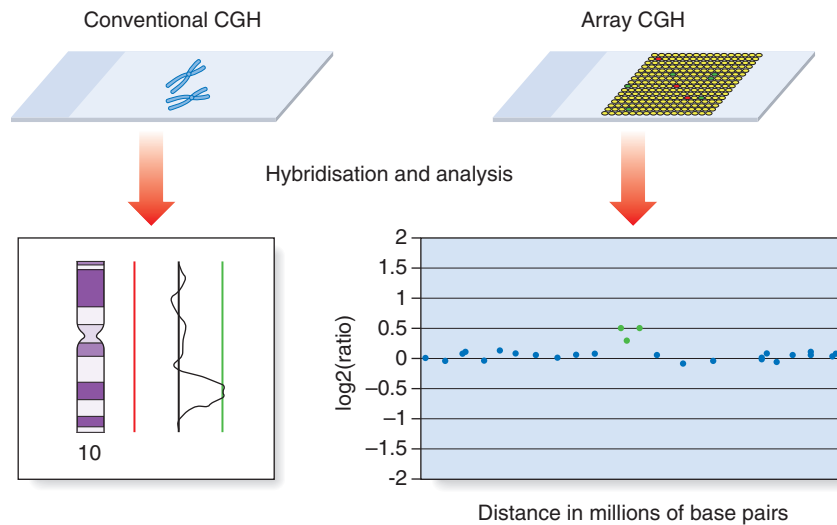 Conventional CGH
Array CGH
Hybridisation and analysis
10
log2(ratio)
2
1.5
1
0.5
0
–0.5
–1
–1.5
-2
Distance in millions of base pairs